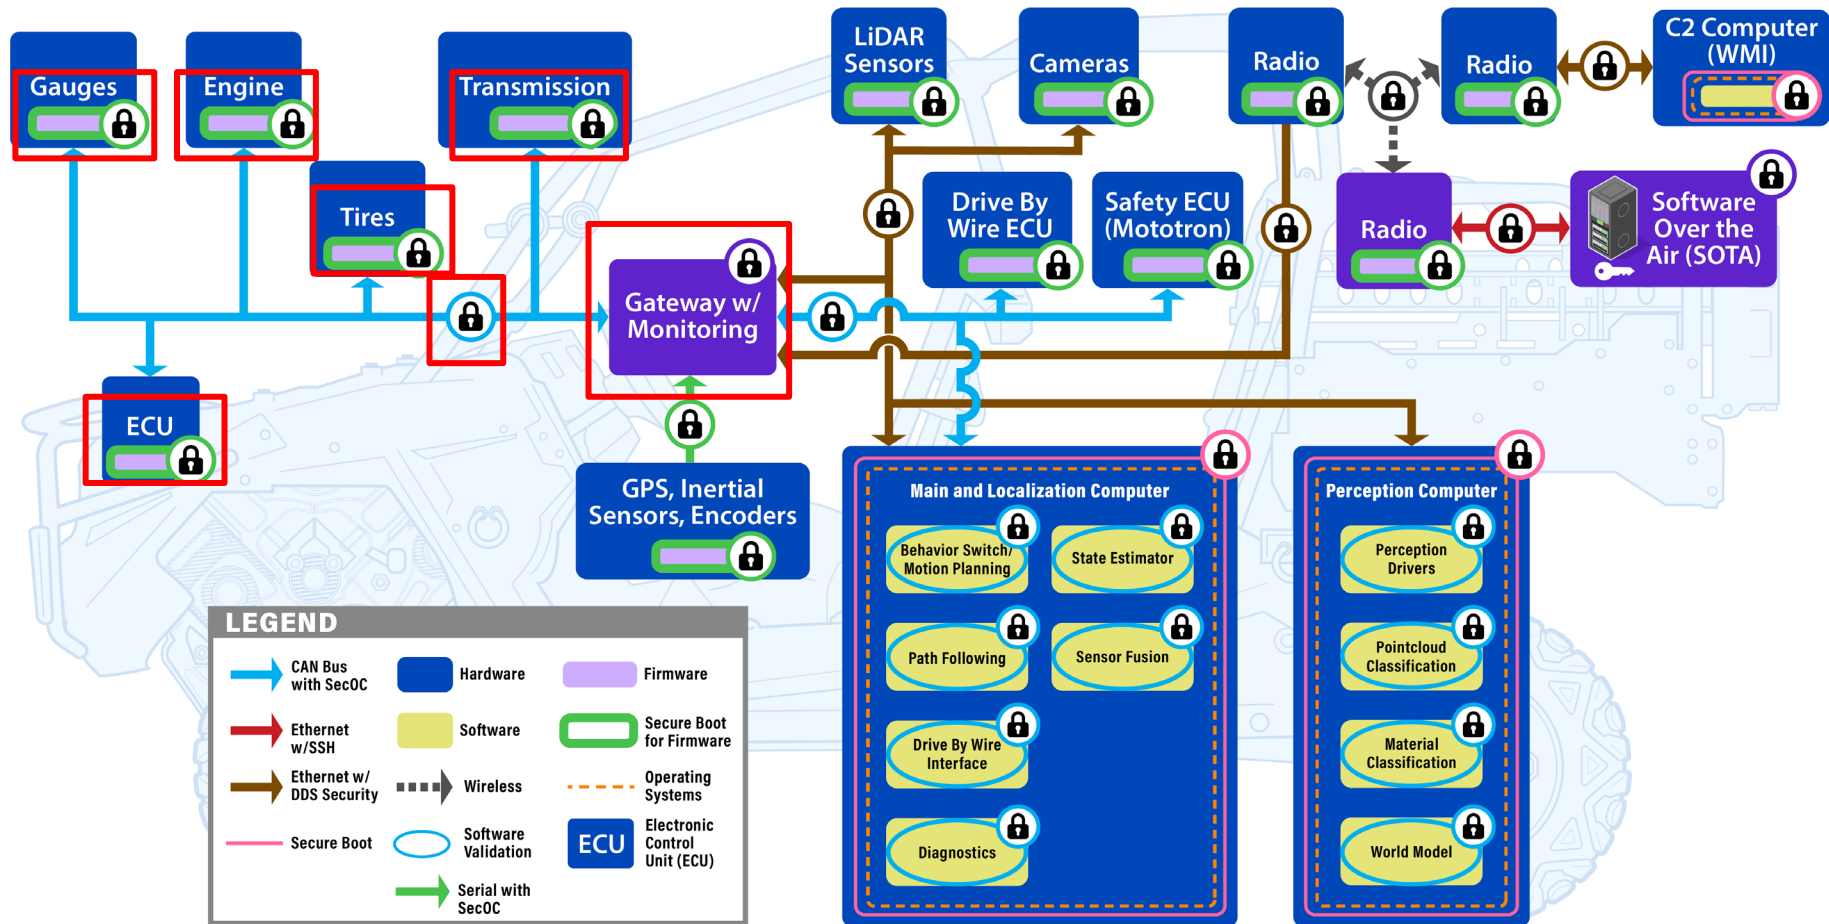 Gauges
Engine
Transmission
LiDAR
Sensors
Cameras
Radio
Radio
C2 Computer
(WMI)
Tires
Drive By
Wire ECU
Safety ECU
(Mototron)
Radio
Software
Over the
Air (SOTA)
Gateway w/
Monitoring
ECU
GPS, Inertial
Sensors, Encoders
Main and Localization Computer
Behavior Switch/
Motion Planning
State Estimator
Path Following
Sensor Fusion
Drive By Wire
Interface
Diagnostics
Perception Computer
Perception
Drivers
Pointcloud
Classification
Material
Classification
World Model
LEGEND
CAN Bus
with SecOC
Hardware
Firmware
Ethernet
w/SSH
Software
Secure Boot
for Firmware
Ethernet w/
DDS Security
Wireless
Operating
Systems
Secure Boot
Software
Validation
ECU
Electronic
Control
Unit (ECU)
Serial with
SecOC